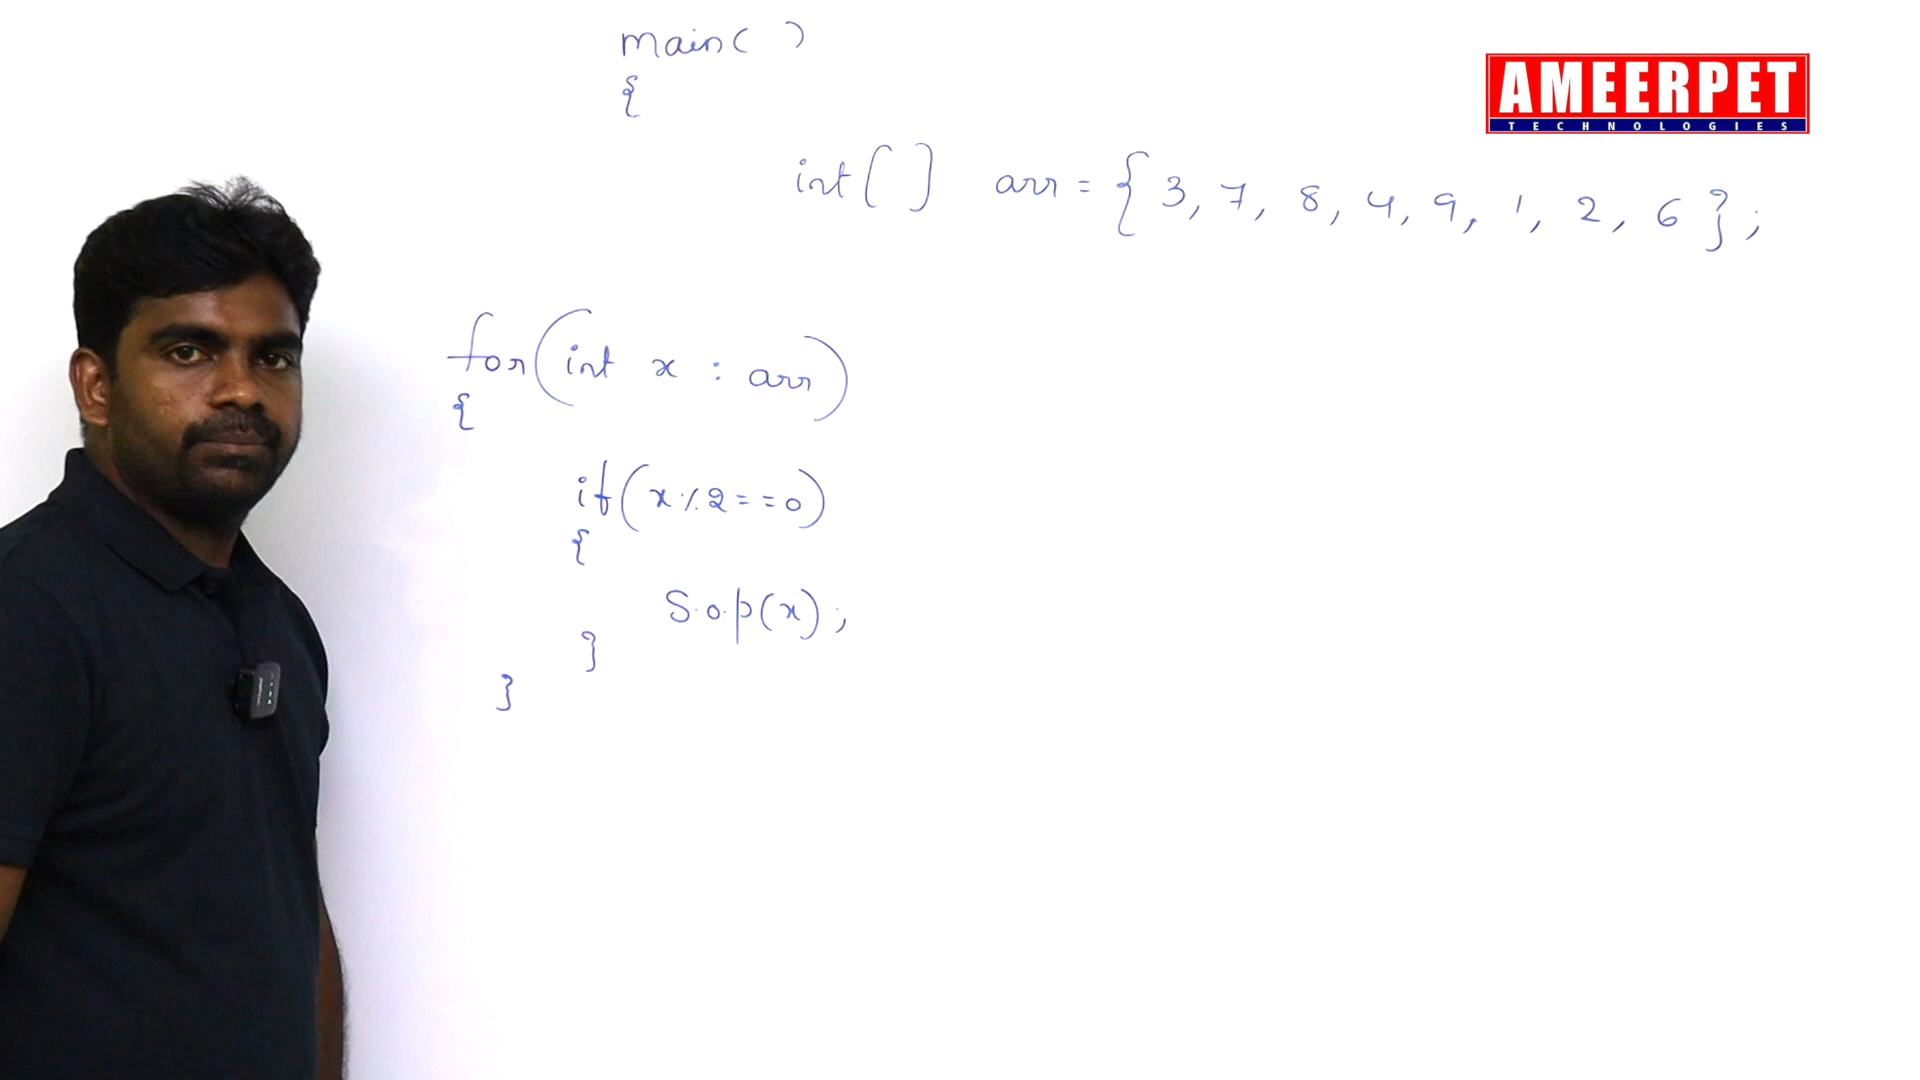 main( )
{
AMEERPET
TECHNOLOGIES
int[ ] arr = { 3, 7, 8, 4, 9, 1, 2, 6 };
for(int x : arr)
{
if(x%2==0)
{
S.o.p(x);
}
}